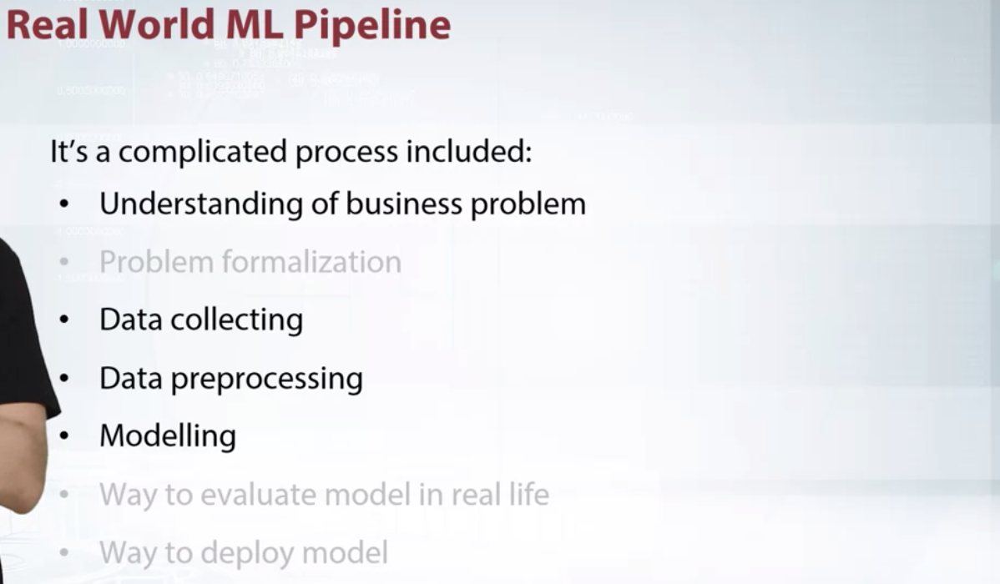 Real World ML Pipeline
It's a complicated process included:
• Understanding of business problem
• Problem formalization
• Data collecting
• Data preprocessing
• Modelling
• Way to evaluate model in real life
• Way to deploy model